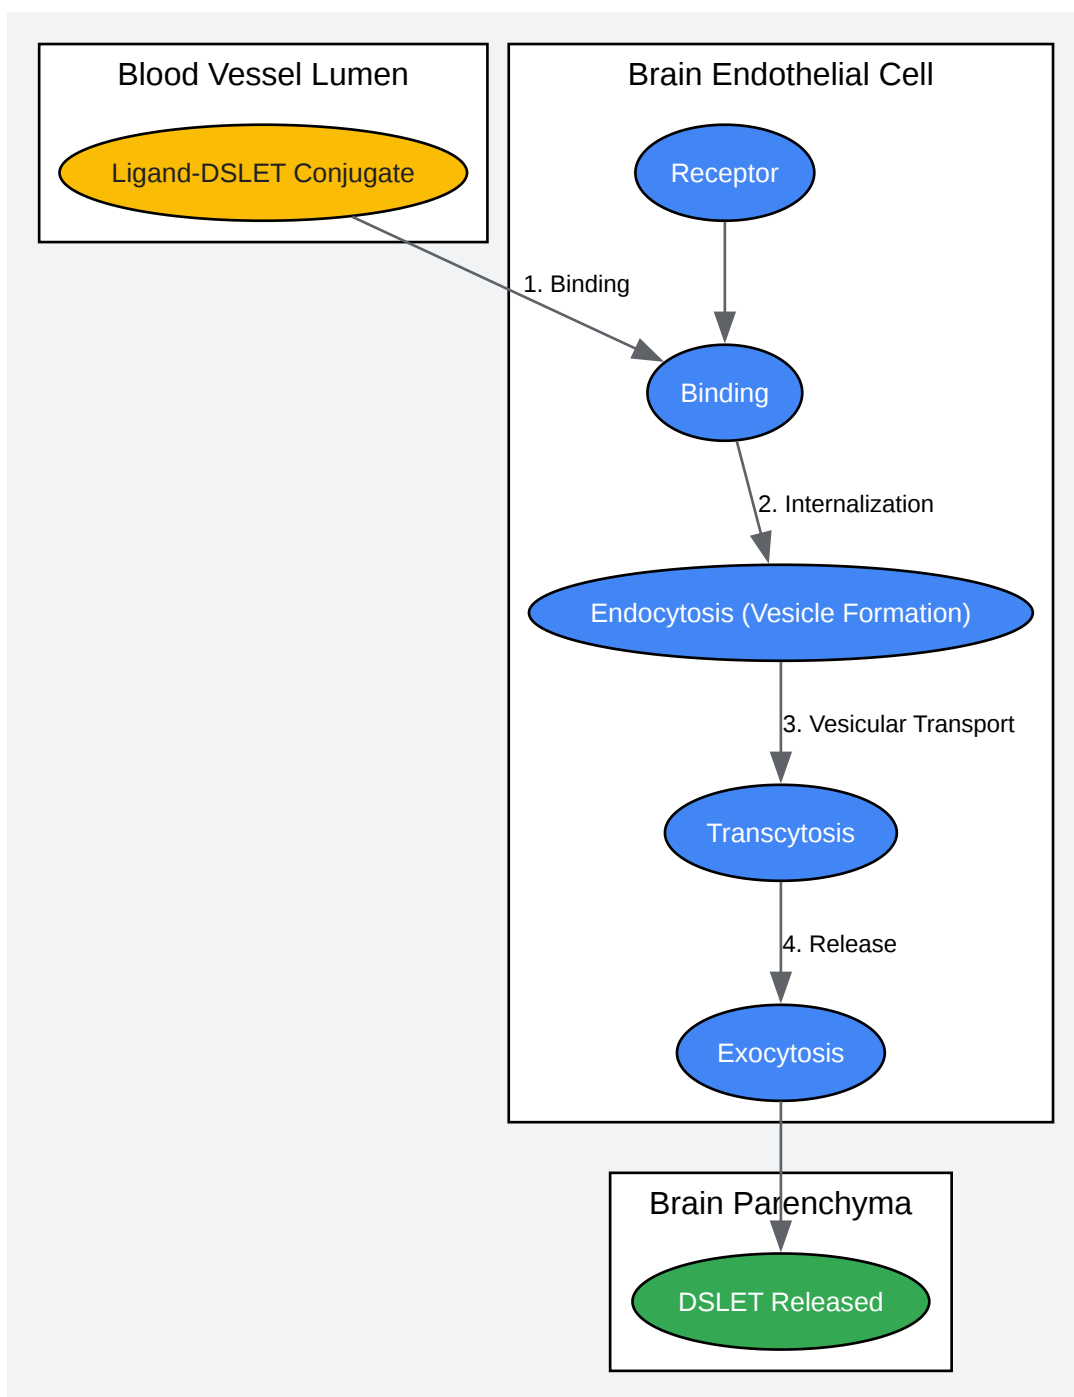 Blood Vessel Lumen
Ligand-DSLET Conjugate
Brain Endothelial Cell
Receptor
1. Binding
Binding
2. Internalization
Endocytosis (Vesicle Formation)
3. Vesicular Transport
Transcytosis
4. Release
Exocytosis
Brain Parenchyma
DSLET Released